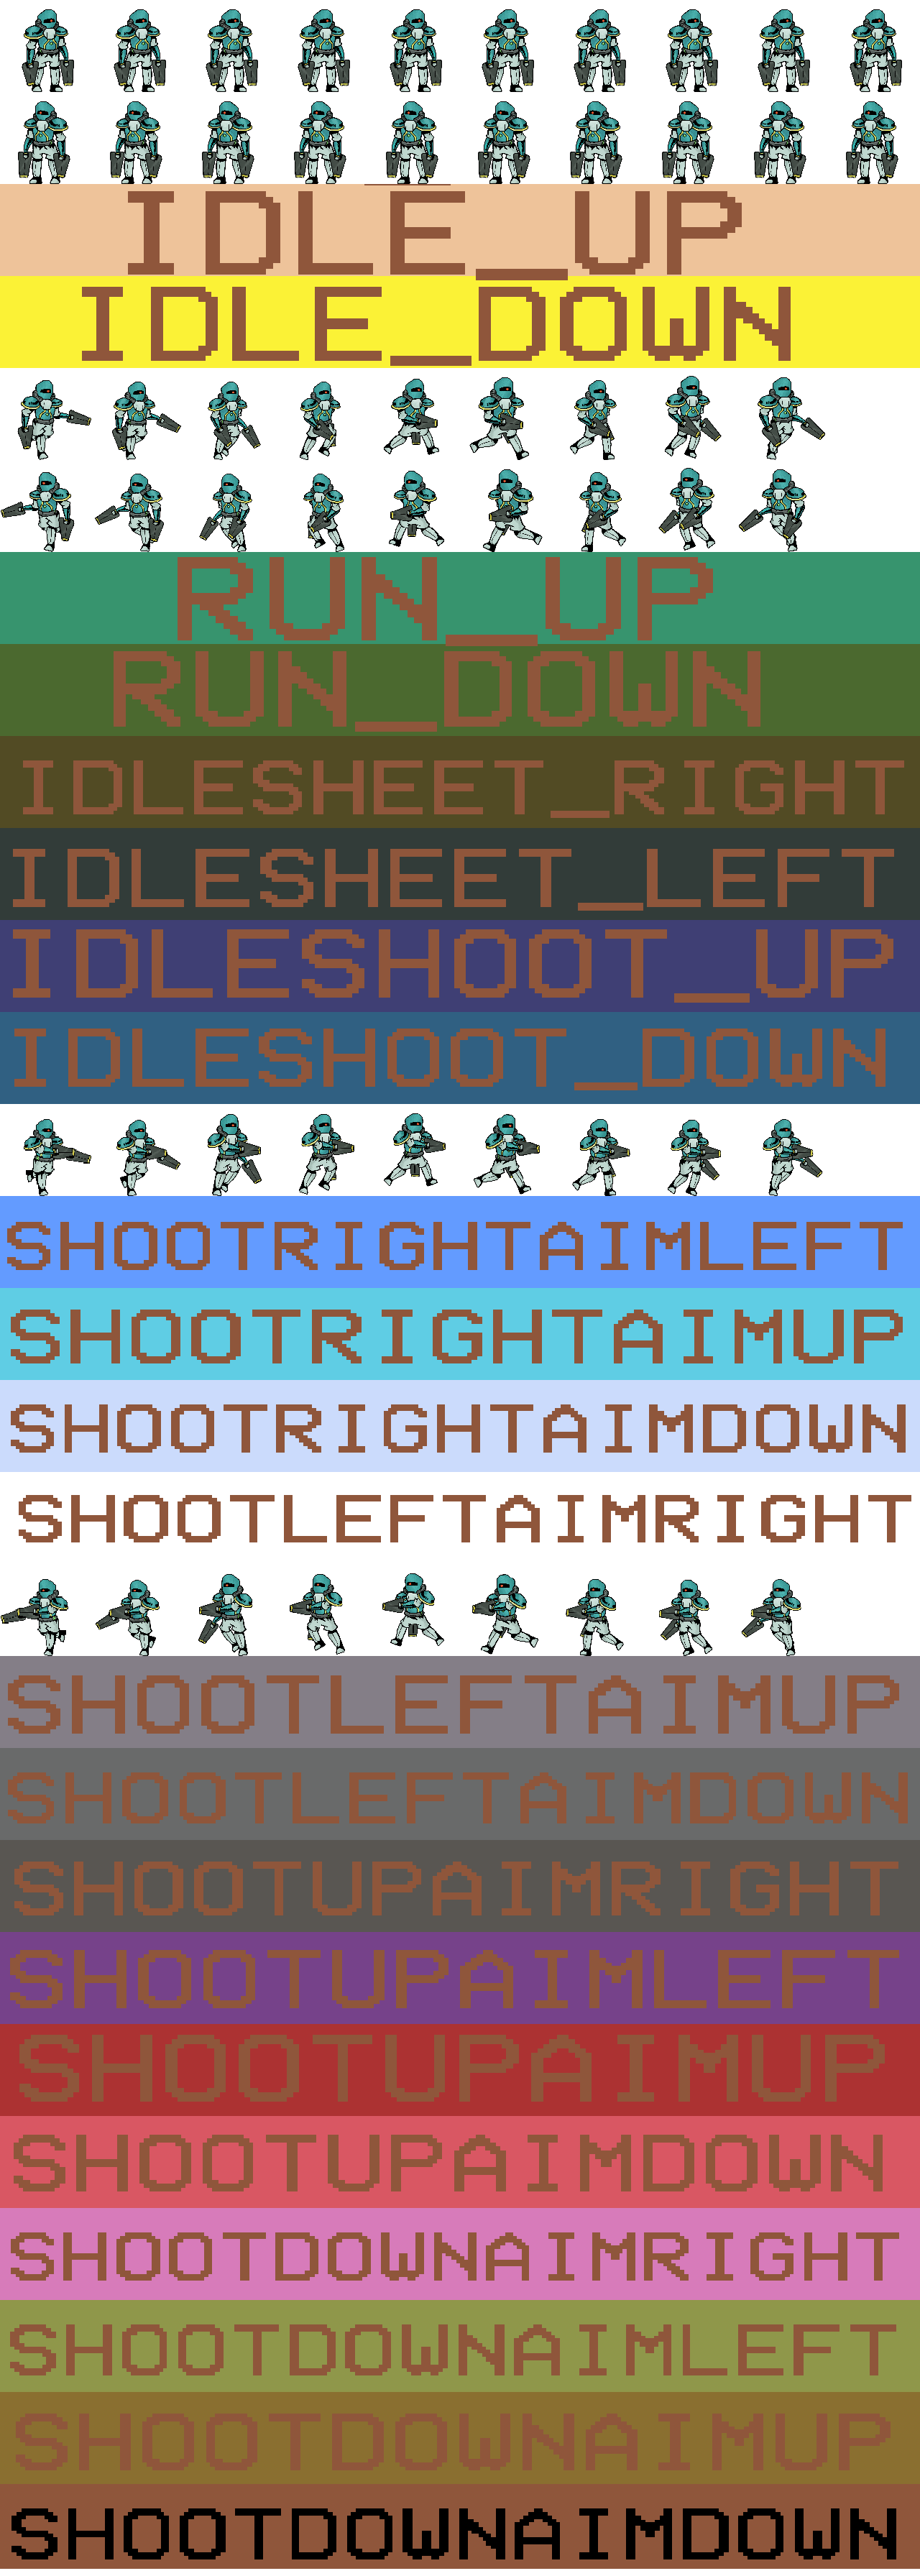 IDLE_UP
IDLE_DOWN
RUN_UP
RUN_DOWN
IDLESHEET_RIGHT
IDLESHEET_LEFT
IDLESHOOT_UP
IDLESHOOT_DOWN
SHOOTRIGHTAIMLEFT
SHOOTRIGHTAIMUP
SHOOTRIGHTAIMDOWN
SHOOTLEFTAIMRIGHT
SHOOTLEFTAIMUP
SHOOTLEFTAIMDOWN
SHOOTUPAIMRIGHT
SHOOTUPAIMLEFT
SHOOTUPAIMUP
SHOOTUPAIMDOWN
SHOOTDOWNAIMRIGHT
SHOOTDOWNAIMLEFT
SHOOTDOWNAIMUP
SHOOTDOWNAIMDOWN